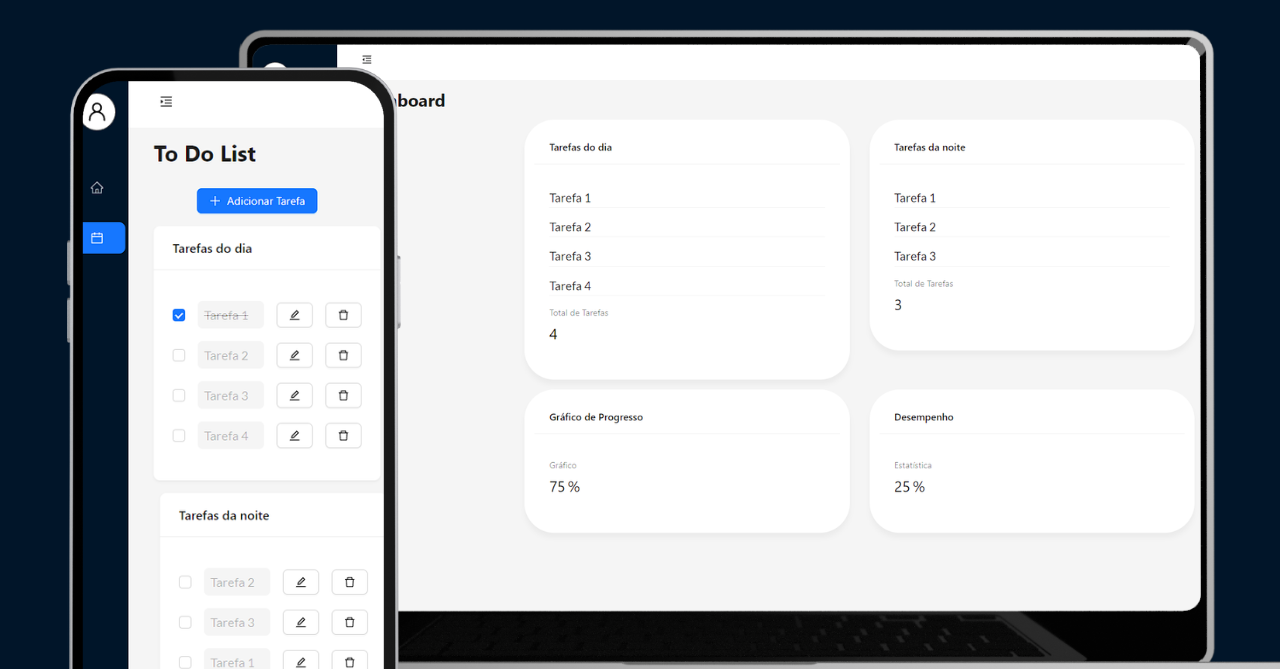 To Do List
+ Adicionar Tarefa
Tarefas do dia
Tarefa 1
Tarefa 2
Tarefa 3
Tarefa 4
Tarefas da noite
Tarefa 2
Tarefa 3
Tarefa 1
board
Tarefas do dia
Tarefa 1
Tarefa 2
Tarefa 3
Tarefa 4
Total de Tarefas
4
Tarefas da noite
Tarefa 1
Tarefa 2
Tarefa 3
Total de Tarefas
3
Gráfico de Progresso
Gráfico
75 %
Desempenho
Estatística
25 %